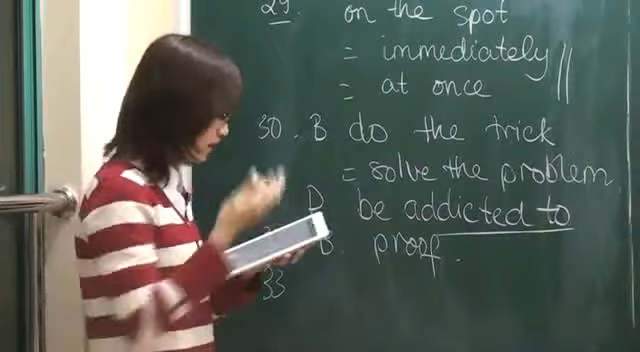 29. on the spot
= immediately
= at once
30. B do the trick
= solve the problem
D be addicted to
B. proof.
33